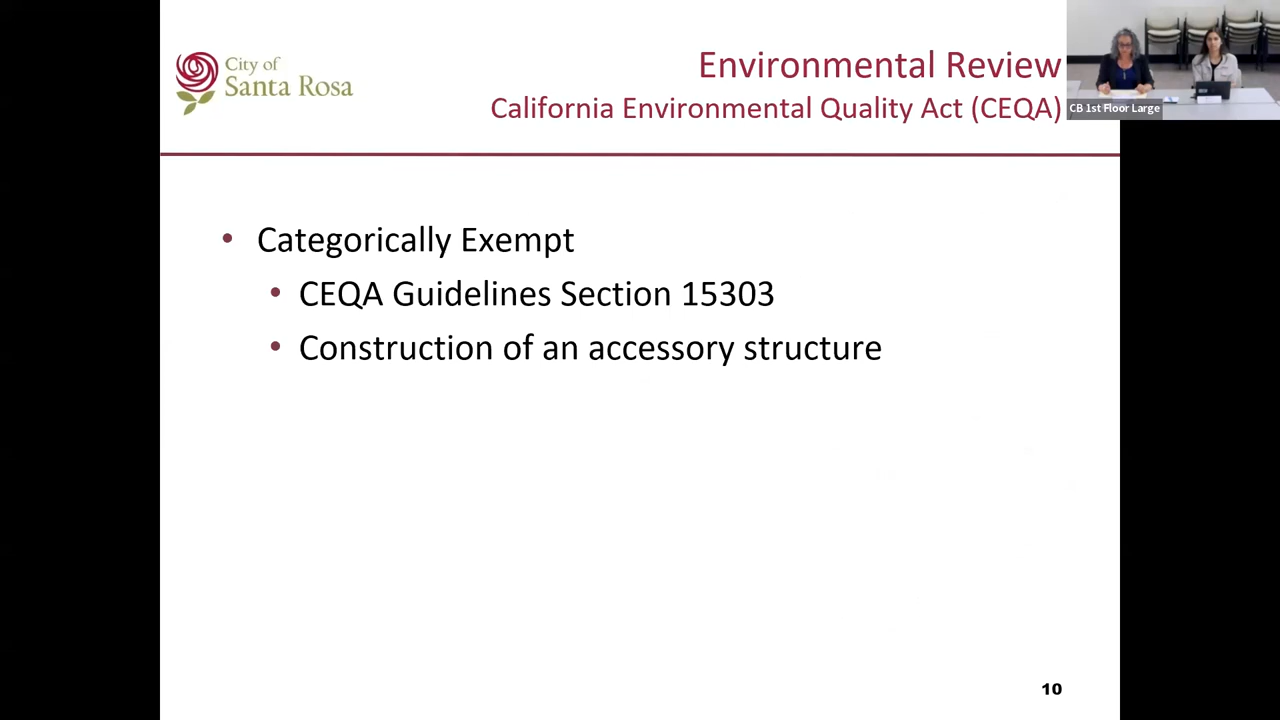 City of
Santa Rosa
Environmental Review
California Environmental Quality Act (CEQA)
CB 1st Floor Large
• Categorically Exempt
• CEQA Guidelines Section 15303
• Construction of an accessory structure
10